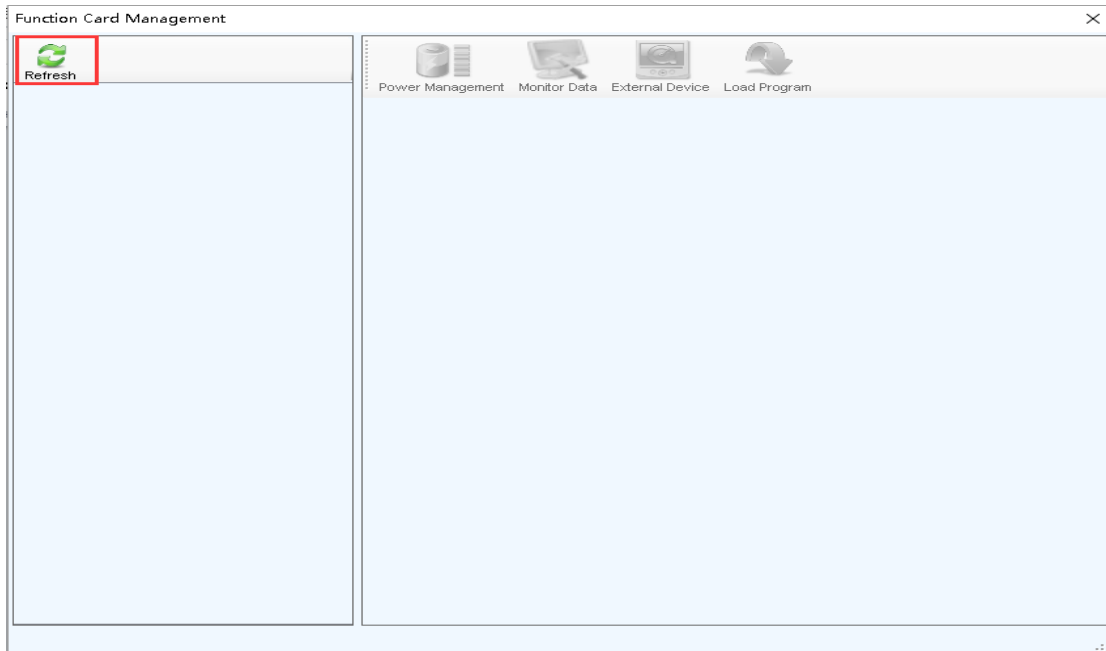 Function Card Management
Refresh
Power Management Monitor Data External Device Load Program